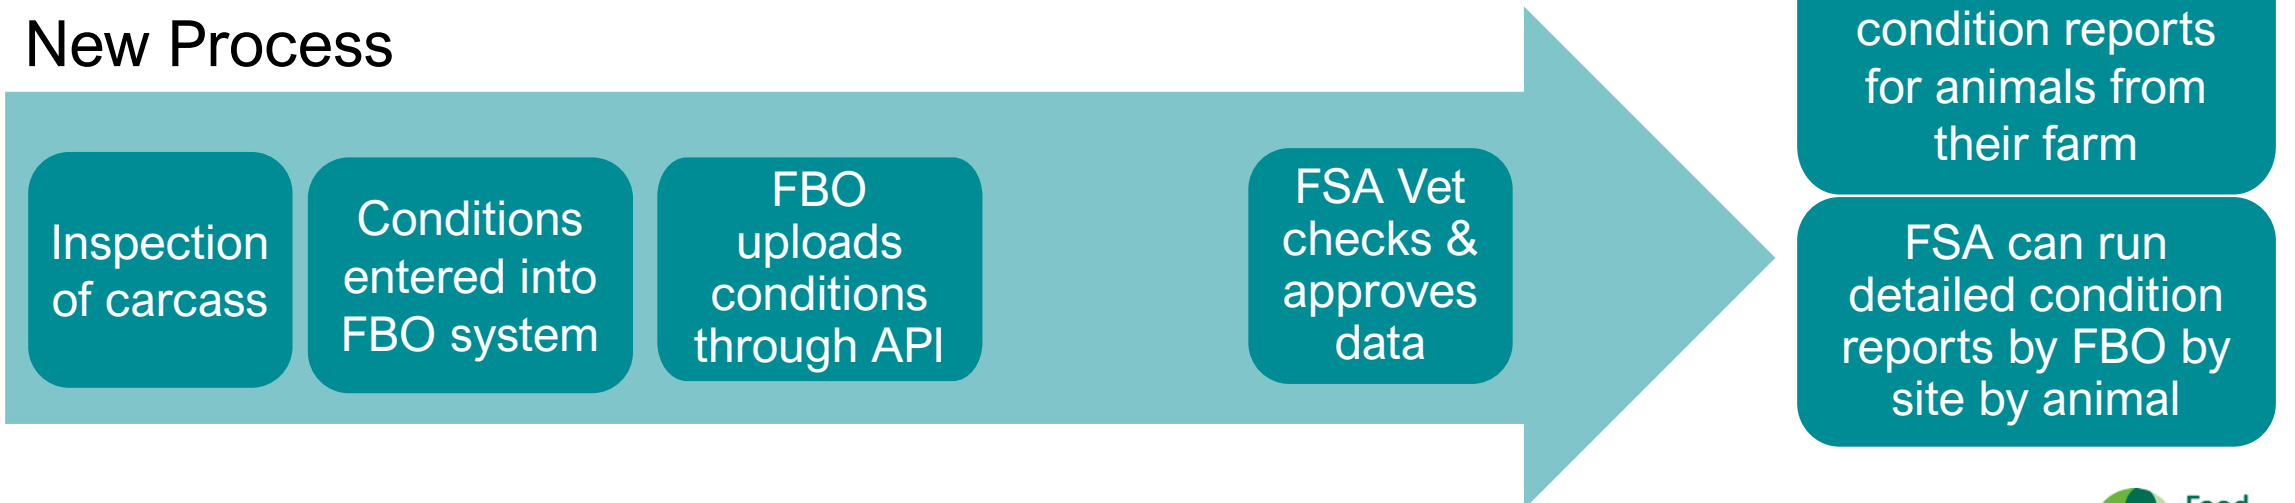 New Process
Inspection
of carcass
Conditions
entered into
FBO system
FBO
uploads
conditions
through API
FSA Vet
checks &
approves
data
condition reports
for animals from
their farm
FSA can run
detailed condition
reports by FBO by
site by animal
Food